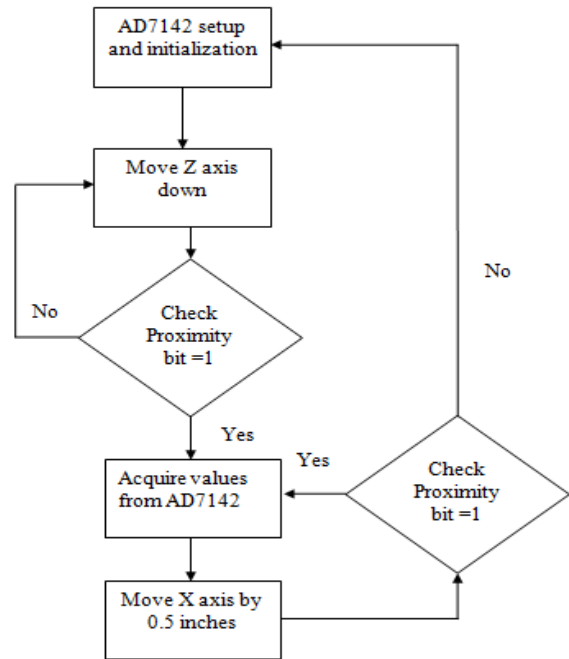 AD7142 setup
and initialization
Move Z axis
down
No
No
Check
Proximity
bit =1
Yes
Yes
Acquire values
from AD7142
Check
Proximity
bit =1
Move X axis by
0.5 inches